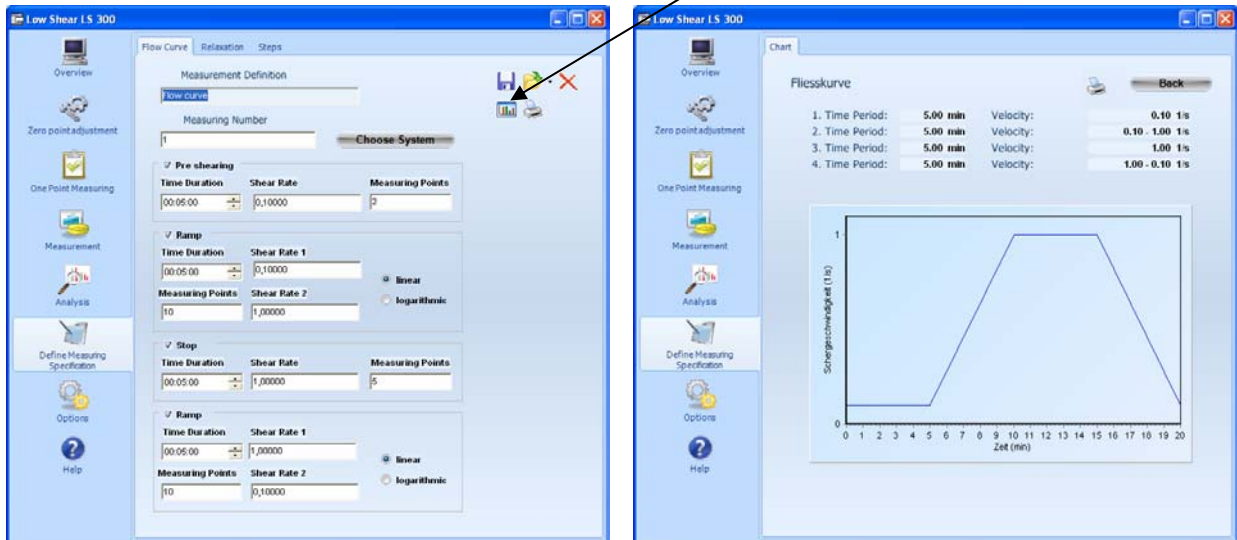 Low Shear LS 300
Overview
Zero point adjustment
One Point Measuring
Measurement
Analysis
Define Measuring
Specification
Options
Help
Flow Curve Relaxation Steps
Measurement Definition
Flow curve
Measuring Number
1 Choose System
Pre shearing
Time Duration Shear Rate Measuring Points
00:05:00 0,10000 2
Ramp
Time Duration Shear Rate 1
00:05:00 0,10000
linear
Measuring Points Shear Rate 2
logarithmic
10 1,00000
Stop
Time Duration Shear Rate Measuring Points
00:05:00 1,00000 5
Ramp
Time Duration Shear Rate 1
00:05:00 1,00000
linear
Measuring Points Shear Rate 2
logarithmic
10 0,10000
Low Shear LS 300
Overview
Zero point adjustment
One Point Measuring
Measurement
Analysis
Define Measuring
Specification
Options
Help
Chart
Fliesskurve Back
1. Time Period: 5.00 min Velocity: 0.10 1/s
2. Time Period: 5.00 min Velocity: 0.10 - 1.00 1/s
3. Time Period: 5.00 min Velocity: 1.00 1/s
4. Time Period: 5.00 min Velocity: 1.00 - 0.10 1/s
Schergeschwindigkeit (1/s)
1
0
0 1 2 3 4 5 6 7 8 9 10 11 12 13 14 15 16 17 18 19 20
Zeit (min)